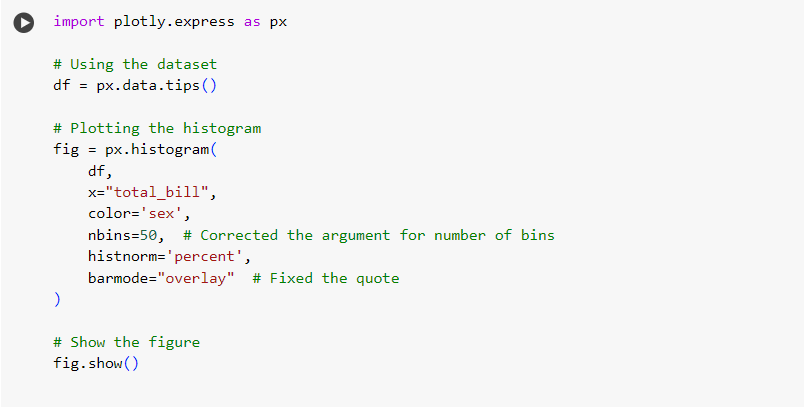 import plotly.express as px
# Using the dataset
df = px.data.tips()
# Plotting the histogram
fig = px.histogram(
    df,
    x="total_bill",
    color='sex',
    nbins=50,  # Corrected the argument for number of bins
    histnorm='percent',
    barmode="overlay"  # Fixed the quote
)
# Show the figure
fig.show()